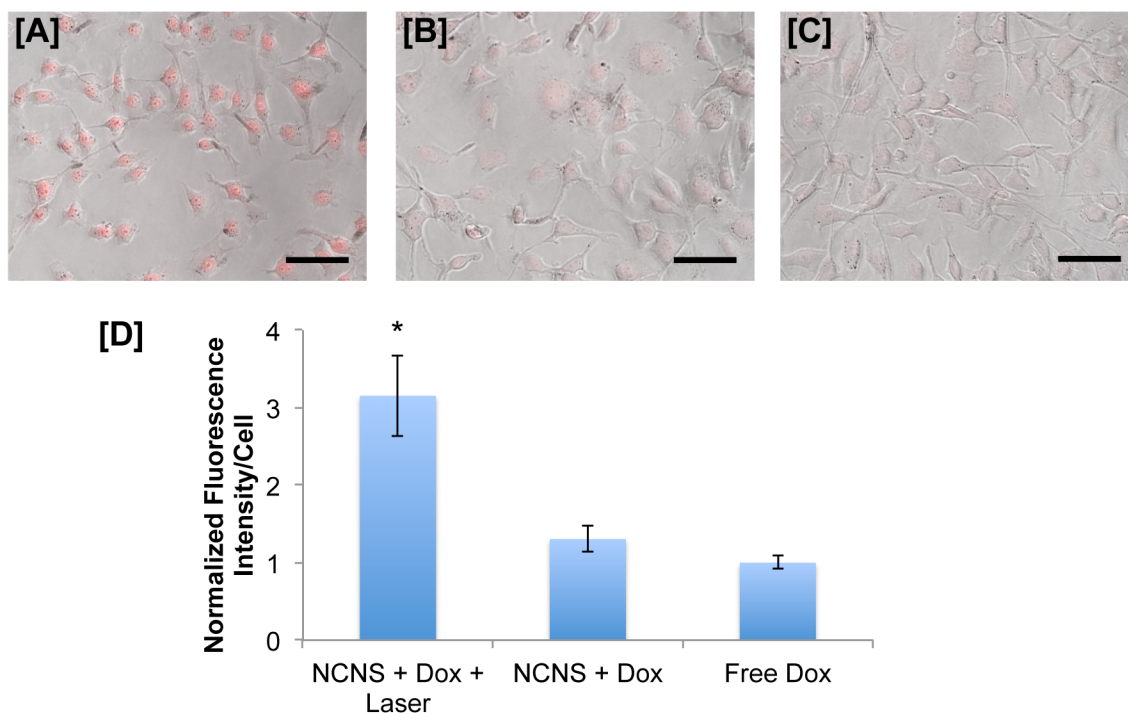 [A]
[B]
[C]
[D]
Normalized Fluorescence
Intensity/Cell
4
3
2
1
0
*
NCNS + Dox +
Laser
NCNS + Dox
Free Dox